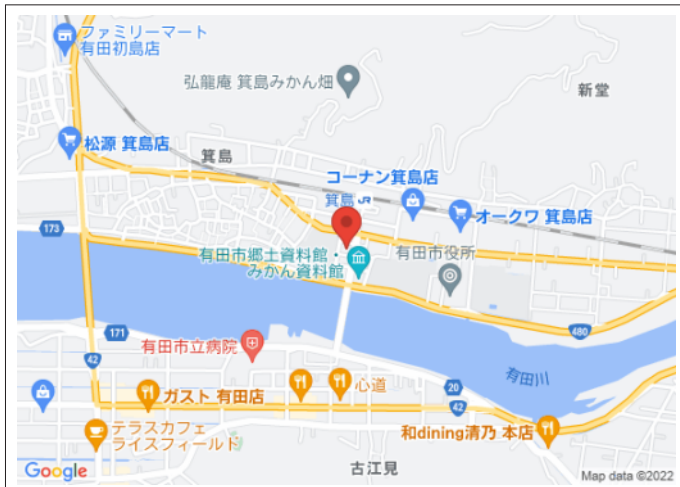 ファミリーマート
有田初島店
弘龍庵 箕島みかん畑
新堂
松源 箕島店
箕島
コーナン箕島店
箕島
JR
オークワ 箕島店
173
有田市郷土資料館・
みかん資料館
有田市役所
171
有田市立病院
480
42
有田川
ガスト 有田店
心道
20
42
テラスカフェ
ライスフィールド
和dining清乃 本店
古江見
Google
Map data ©2022